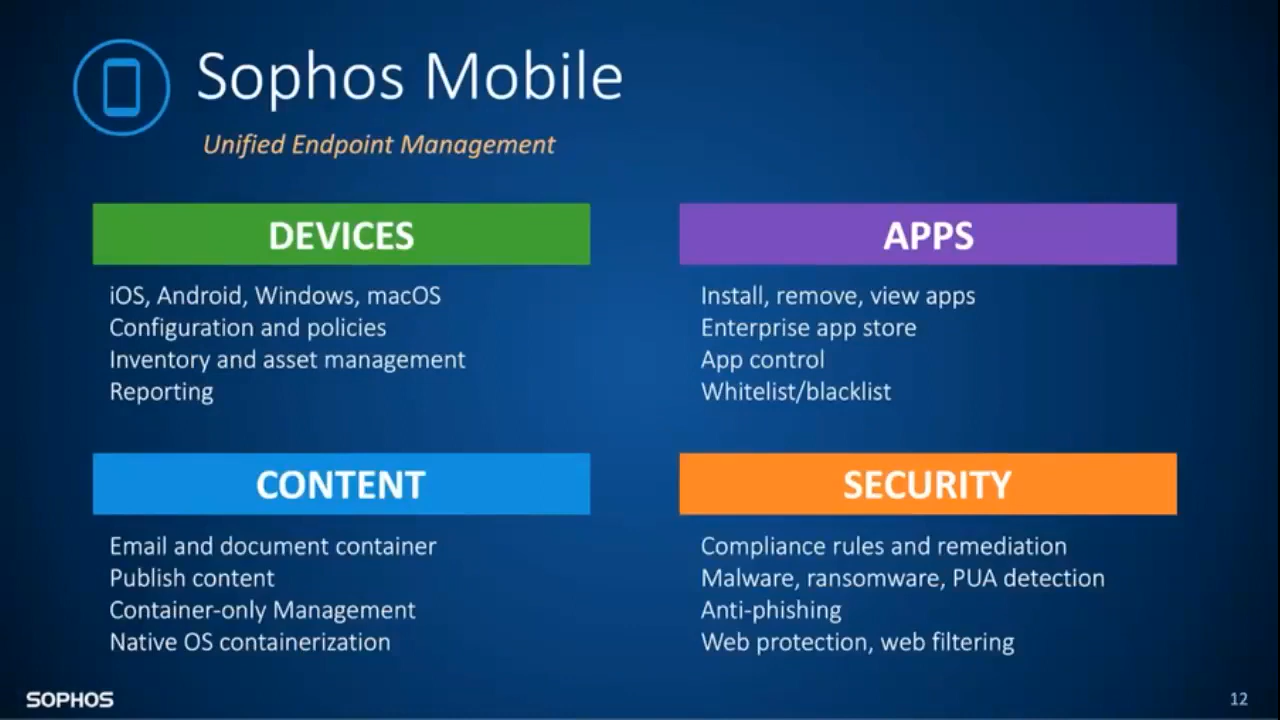 Sophos Mobile
Unified Endpoint Management
DEVICES
iOS, Android, Windows, macOS
Configuration and policies
Inventory and asset management
Reporting
APPS
Install, remove, view apps
Enterprise app store
App control
Whitelist/blacklist
CONTENT
Email and document container
Publish content
Container-only Management
Native OS containerization
SECURITY
Compliance rules and remediation
Malware, ransomware, PUA detection
Anti-phishing
Web protection, web filtering
SOPHOS
12